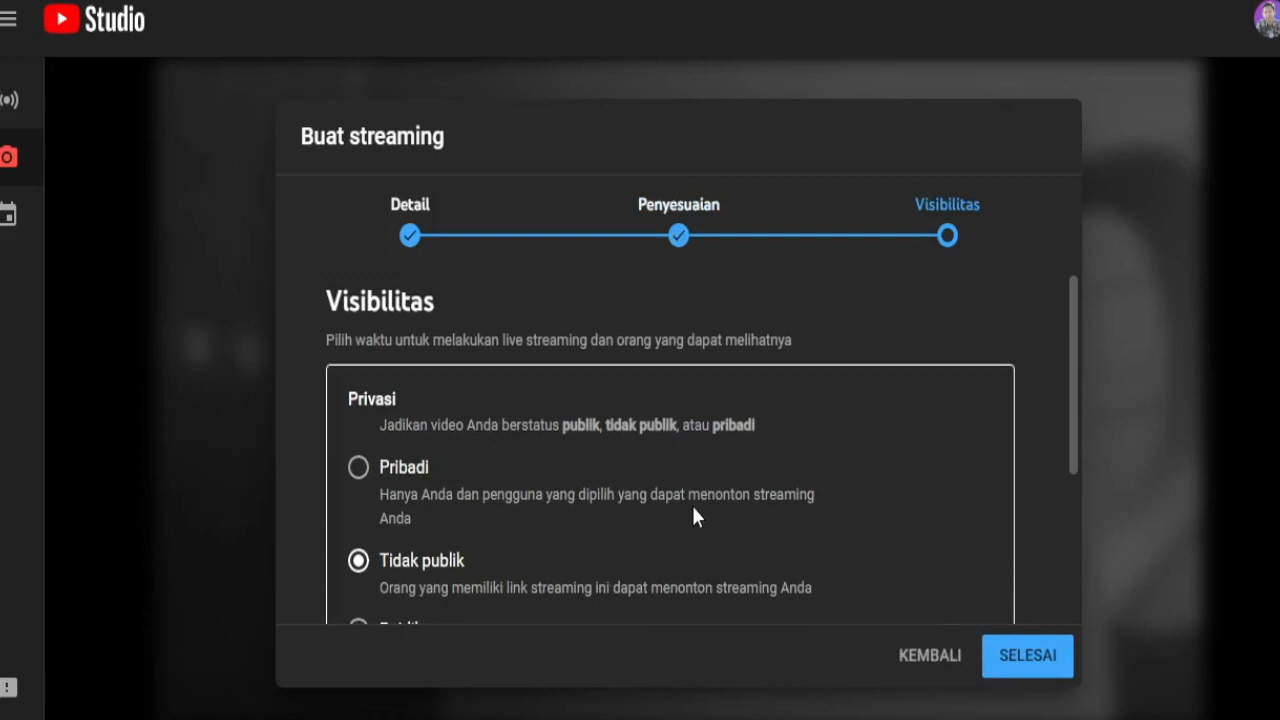 Studio
Buat streaming
Detail
Penyesuaian
Visibilitas
Visibilitas
Pilih waktu untuk melakukan live streaming dan orang yang dapat melihatnya
Privasi
Jadikan video Anda berstatus publik, tidak publik, atau pribadi
Pribadi
Hanya Anda dan pengguna yang dipilih yang dapat menonton streaming
Anda
Tidak publik
Orang yang memiliki link streaming ini dapat menonton streaming Anda
KEMBALI
SELESAI